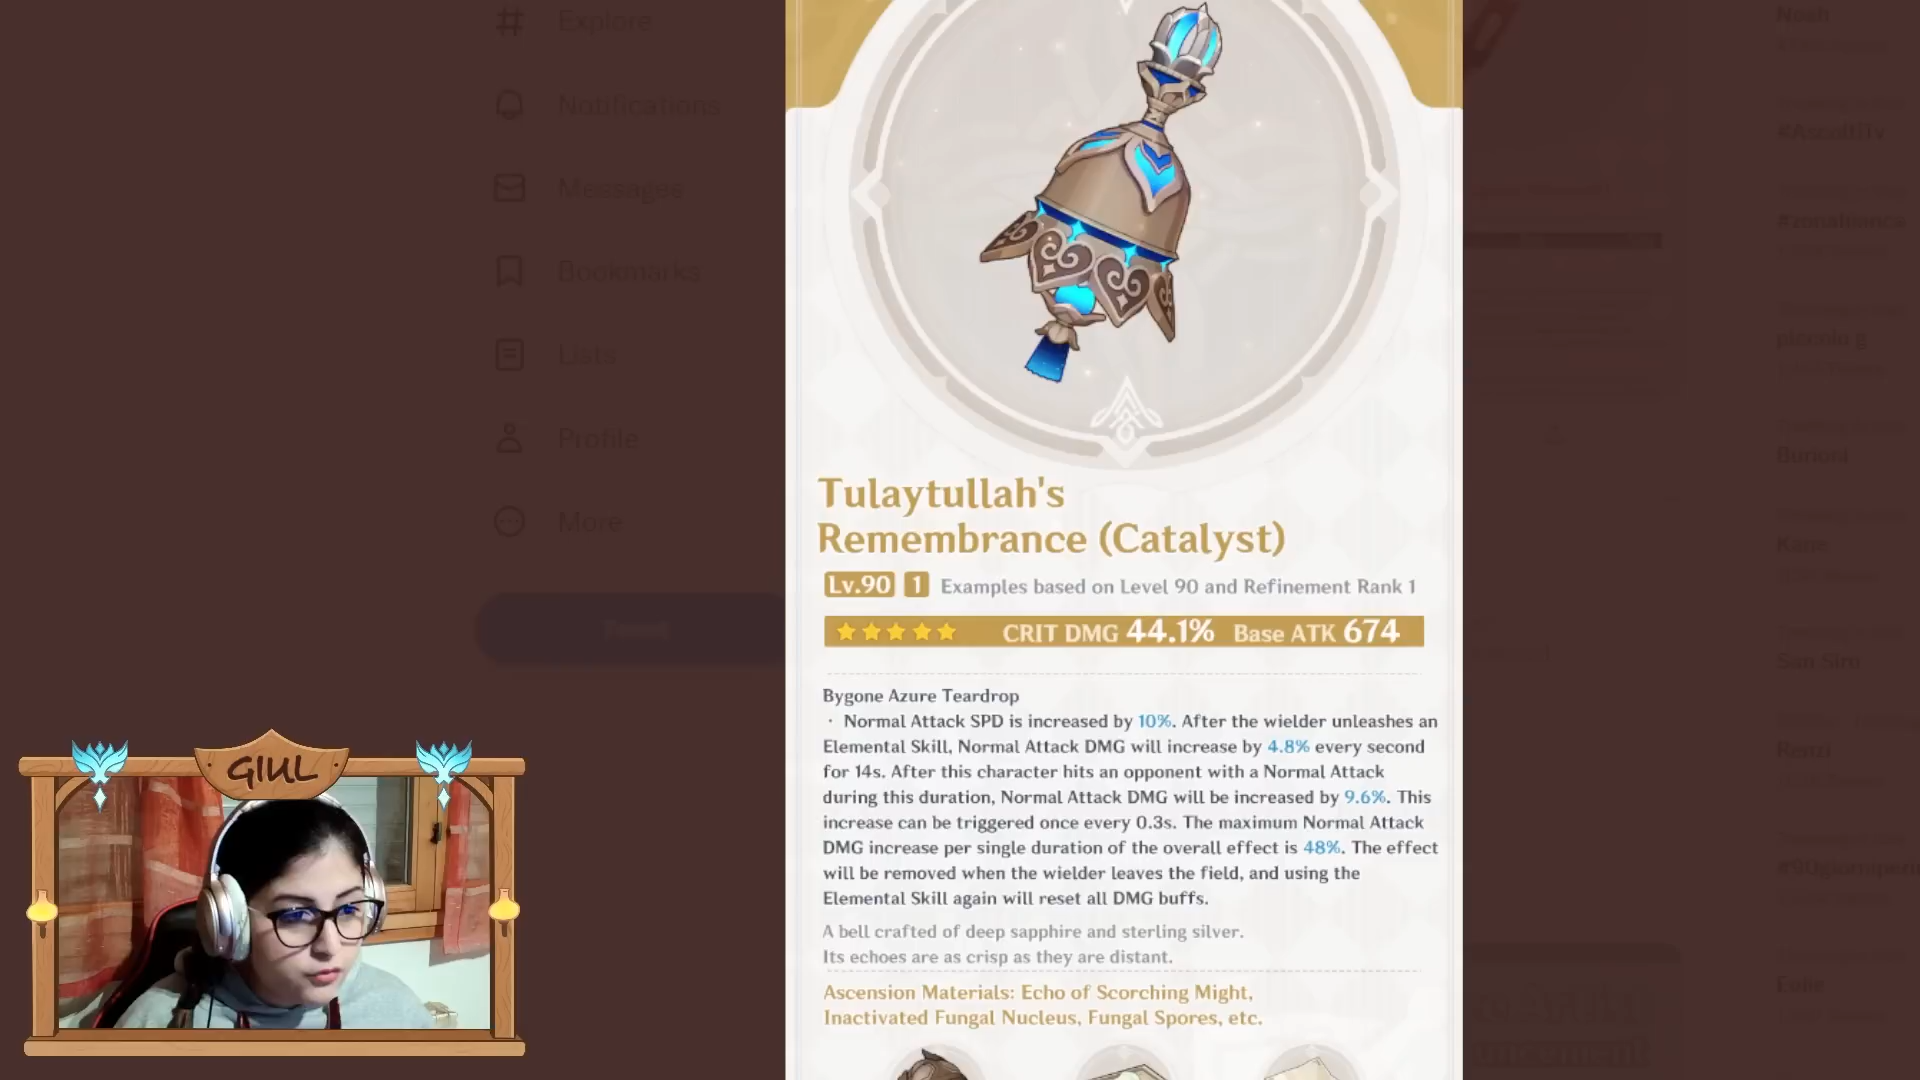 Explore
Notifications
Messages
Bookmarks
Lists
Profile
More
Tweet
GIUL
Tulaytullah's
Remembrance (Catalyst)
Lv.90 1 Examples based on Level 90 and Refinement Rank 1
CRIT DMG 44.1% Base ATK 674
Bygone Azure Teardrop
· Normal Attack SPD is increased by 10%. After the wielder unleashes an
Elemental Skill, Normal Attack DMG will increase by 4.8% every second
for 14s. After this character hits an opponent with a Normal Attack
during this duration, Normal Attack DMG will be increased by 9.6%. This
increase can be triggered once every 0.3s. The maximum Normal Attack
DMG increase per single duration of the overall effect is 48%. The effect
will be removed when the wielder leaves the field, and using the
Elemental Skill again will reset all DMG buffs.
A bell crafted of deep sapphire and sterling silver.
Its echoes are as crisp as they are distant.
Ascension Materials: Echo of Scorching Might,
Inactivated Fungal Nucleus, Fungal Spores, etc.
piccolo g
San Siro
Renzi